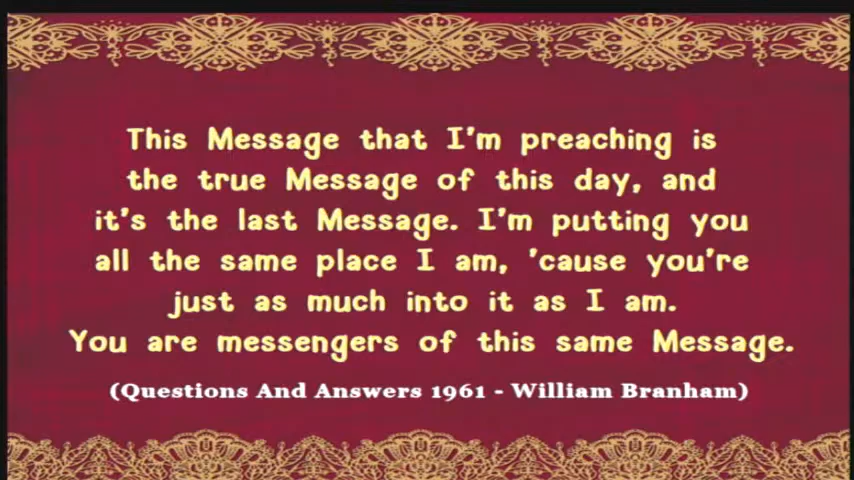 This Message that I'm preaching is
the true Message of this day, and
it's the last Message. I'm putting you
all the same place I am, 'cause you're
just as much into it as I am.
You are messengers of this same Message.
(Questions And Answers 1961 - William Branham)